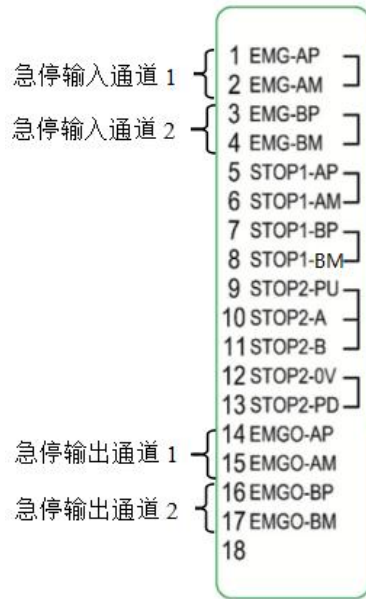 1 EMG-AP
急停输入通道 1
2 EMG-AM
3 EMG-BP
急停输入通道 2
4 EMG-BM
5 STOP1-AP
6 STOP1-AM
7 STOP1-BP
8 STOP1-BM
9 STOP2-PU
10 STOP2-A
11 STOP2-B
12 STOP2-0V
13 STOP2-PD
14 EMGO-AP
急停输出通道 1
15 EMGO-AM
16 EMGO-BP
急停输出通道 2
17 EMGO-BM
18